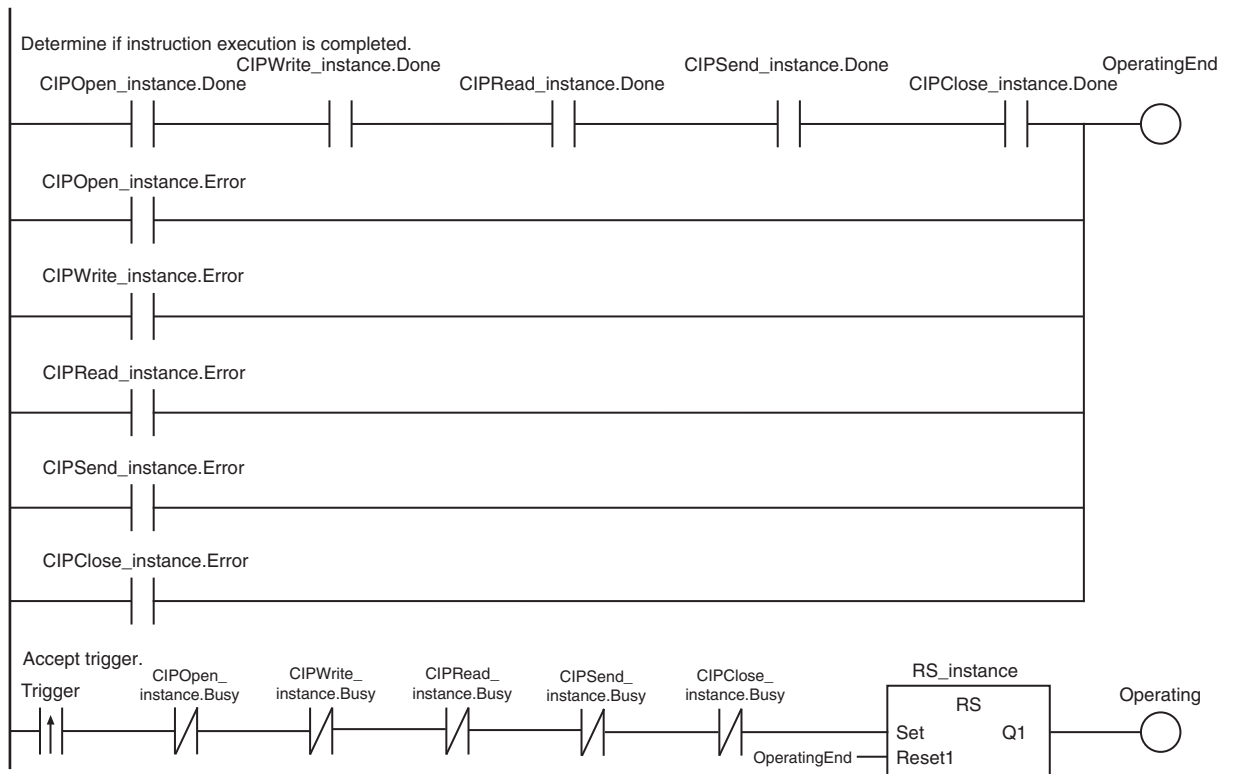 Determine if instruction execution is completed.
CIPOpen_instance.Done
CIPWrite_instance.Done
CIPRead_instance.Done
CIPSend_instance.Done
CIPClose_instance.Done
OperatingEnd
CIPOpen_instance.Error
CIPWrite_instance.Error
CIPRead_instance.Error
CIPSend_instance.Error
CIPClose_instance.Error
Accept trigger.
Trigger
CIPOpen_
instance.Busy
CIPWrite_
instance.Busy
CIPRead_
instance.Busy
CIPSend_
instance.Busy
CIPClose_
instance.Busy
RS_instance
RS
Set
Q1
OperatingEnd
Reset1
Operating